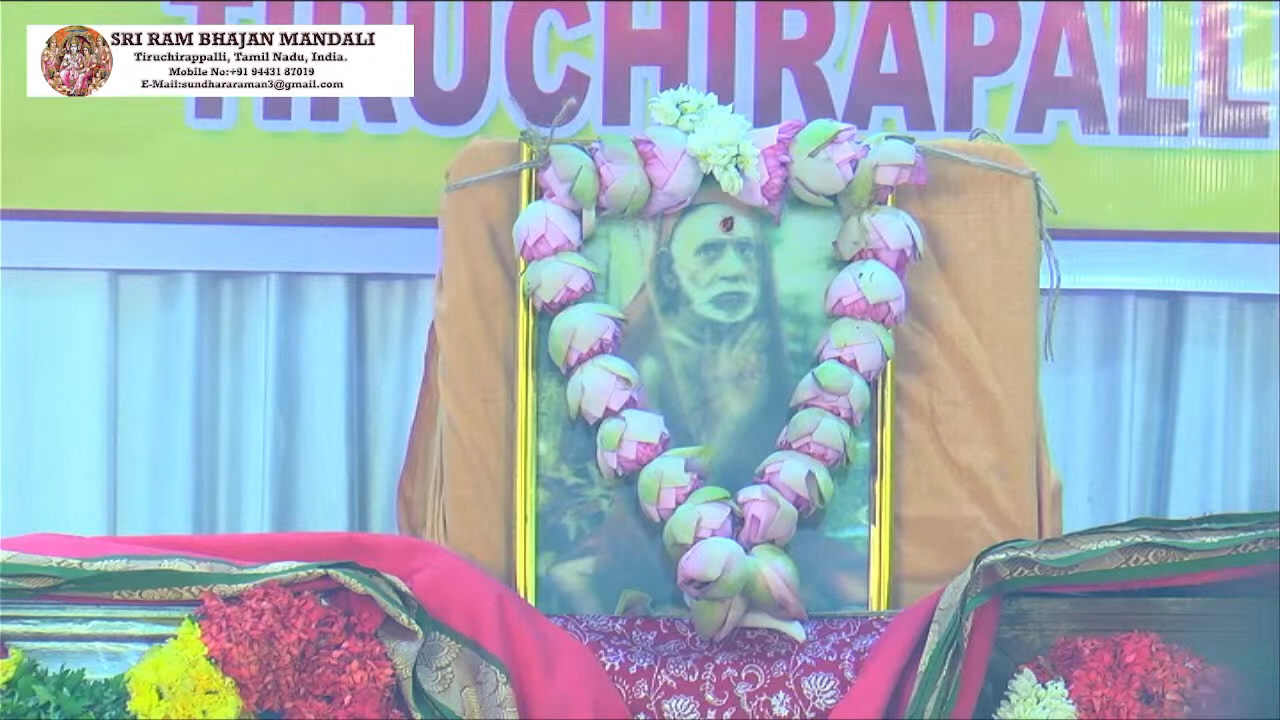 SRI RAM BHAJAN MANDALI
Tiruchirappalli, Tamil Nadu, India.
Mobile No:+91 94431 87019
E-Mail:sundhararaman3@gmail.com
TIRUCHIRAPALL